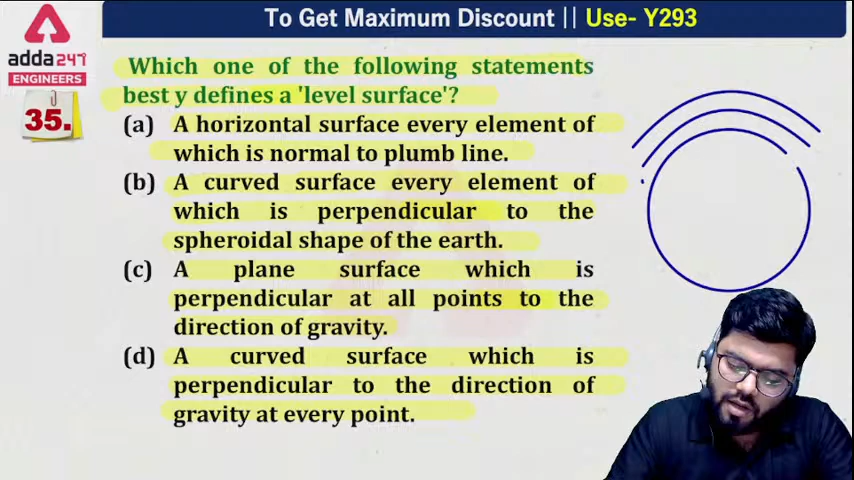 To Get Maximum Discount || Use- Y293
adda247
ENGINEERS
35.
Which one of the following statements
best y defines a 'level surface'?
(a) A horizontal surface every element of
which is normal to plumb line.
(b) A curved surface every element of
which is perpendicular to the
spheroidal shape of the earth.
(c) A plane surface which is
perpendicular at all points to the
direction of gravity.
(d) A curved surface which is
perpendicular to the direction of
gravity at every point.